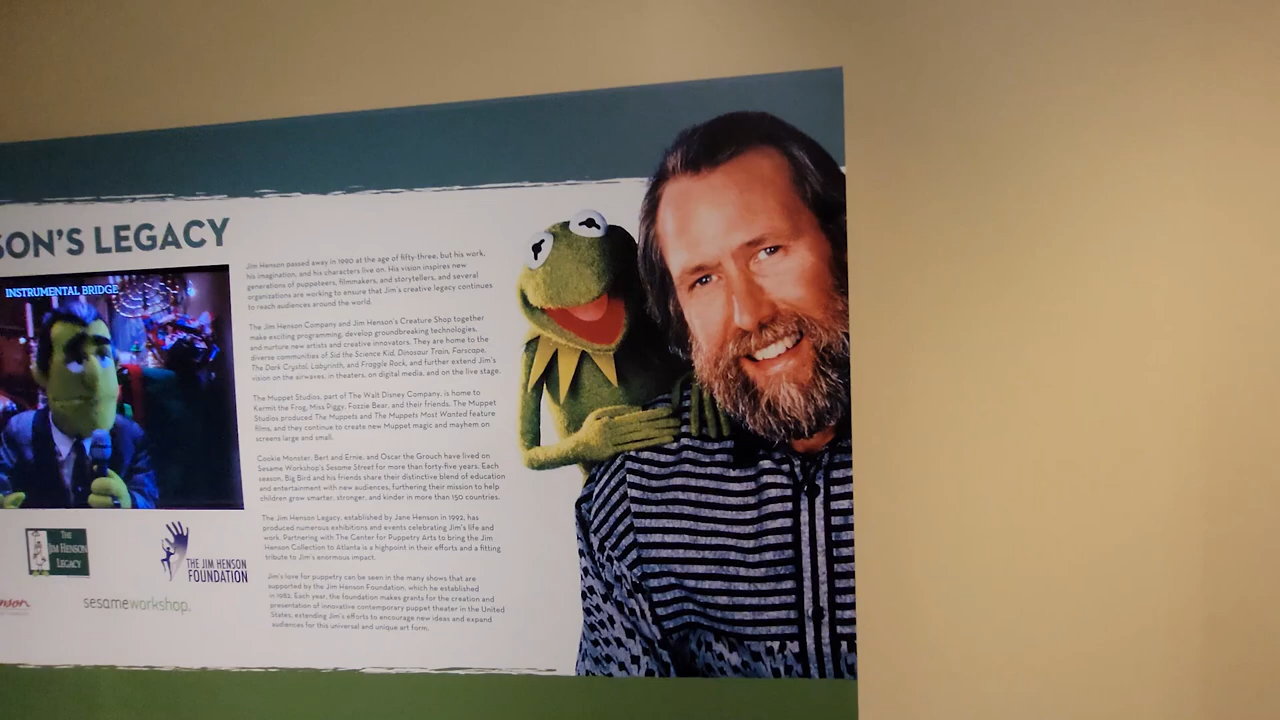 SON'S LEGACY
INSTRUMENTAL BRIDGE
Jim Henson passed away in 1990 at the age of fifty-three, but his work,
his imagination, and his characters live on. His vision inspires new
generations of puppeteers, filmmakers, and storytellers, and several
organizations are working to ensure that Jim's creative legacy continues
to reach audiences around the world.
The Jim Henson Company and Jim Henson's Creature Shop together
make exciting programming, develop groundbreaking technologies,
and nurture new artists and creative innovators. They are home to the
diverse communities of Sid the Science Kid, Dinosaur Train, Farscape,
The Dark Crystal, Labyrinth, and Fraggle Rock, and further extend Jim's
vision on the airwaves, in theaters, on digital media, and on the live stage.
The Muppet Studios, part of The Walt Disney Company, is home to
Kermit the Frog, Miss Piggy, Fozzie Bear, and their friends. The Muppet
Studios produced The Muppets and The Muppets Most Wanted feature
films, and they continue to create new Muppet magic and mayhem on
screens large and small.
Cookie Monster, Bert and Ernie, and Oscar the Grouch have lived on
Sesame Workshop's Sesame Street for more than forty-five years. Each
season, Big Bird and his friends share their distinctive blend of education
and entertainment with new audiences, furthering their mission to help
children grow smarter, stronger, and kinder in more than 150 countries.
The Jim Henson Legacy, established by Jane Henson in 1992, has
produced numerous exhibitions and events celebrating Jim's life and
work. Partnering with The Center for Puppetry Arts to bring the Jim
Henson Collection to Atlanta is a highpoint in their efforts and a fitting
tribute to Jim's enormous impact.
Jim's love for puppetry can be seen in the many shows that are
supported by the Jim Henson Foundation, which he established
in 1982. Each year, the foundation makes grants for the creation and
presentation of innovative contemporary puppet theater in the United
States, extending Jim's efforts to encourage new ideas and expand
audiences for this universal and unique art form.
THE
JIM HENSON
LEGACY
THE JIM HENSON
FOUNDATION
enson
sesameworkshop.